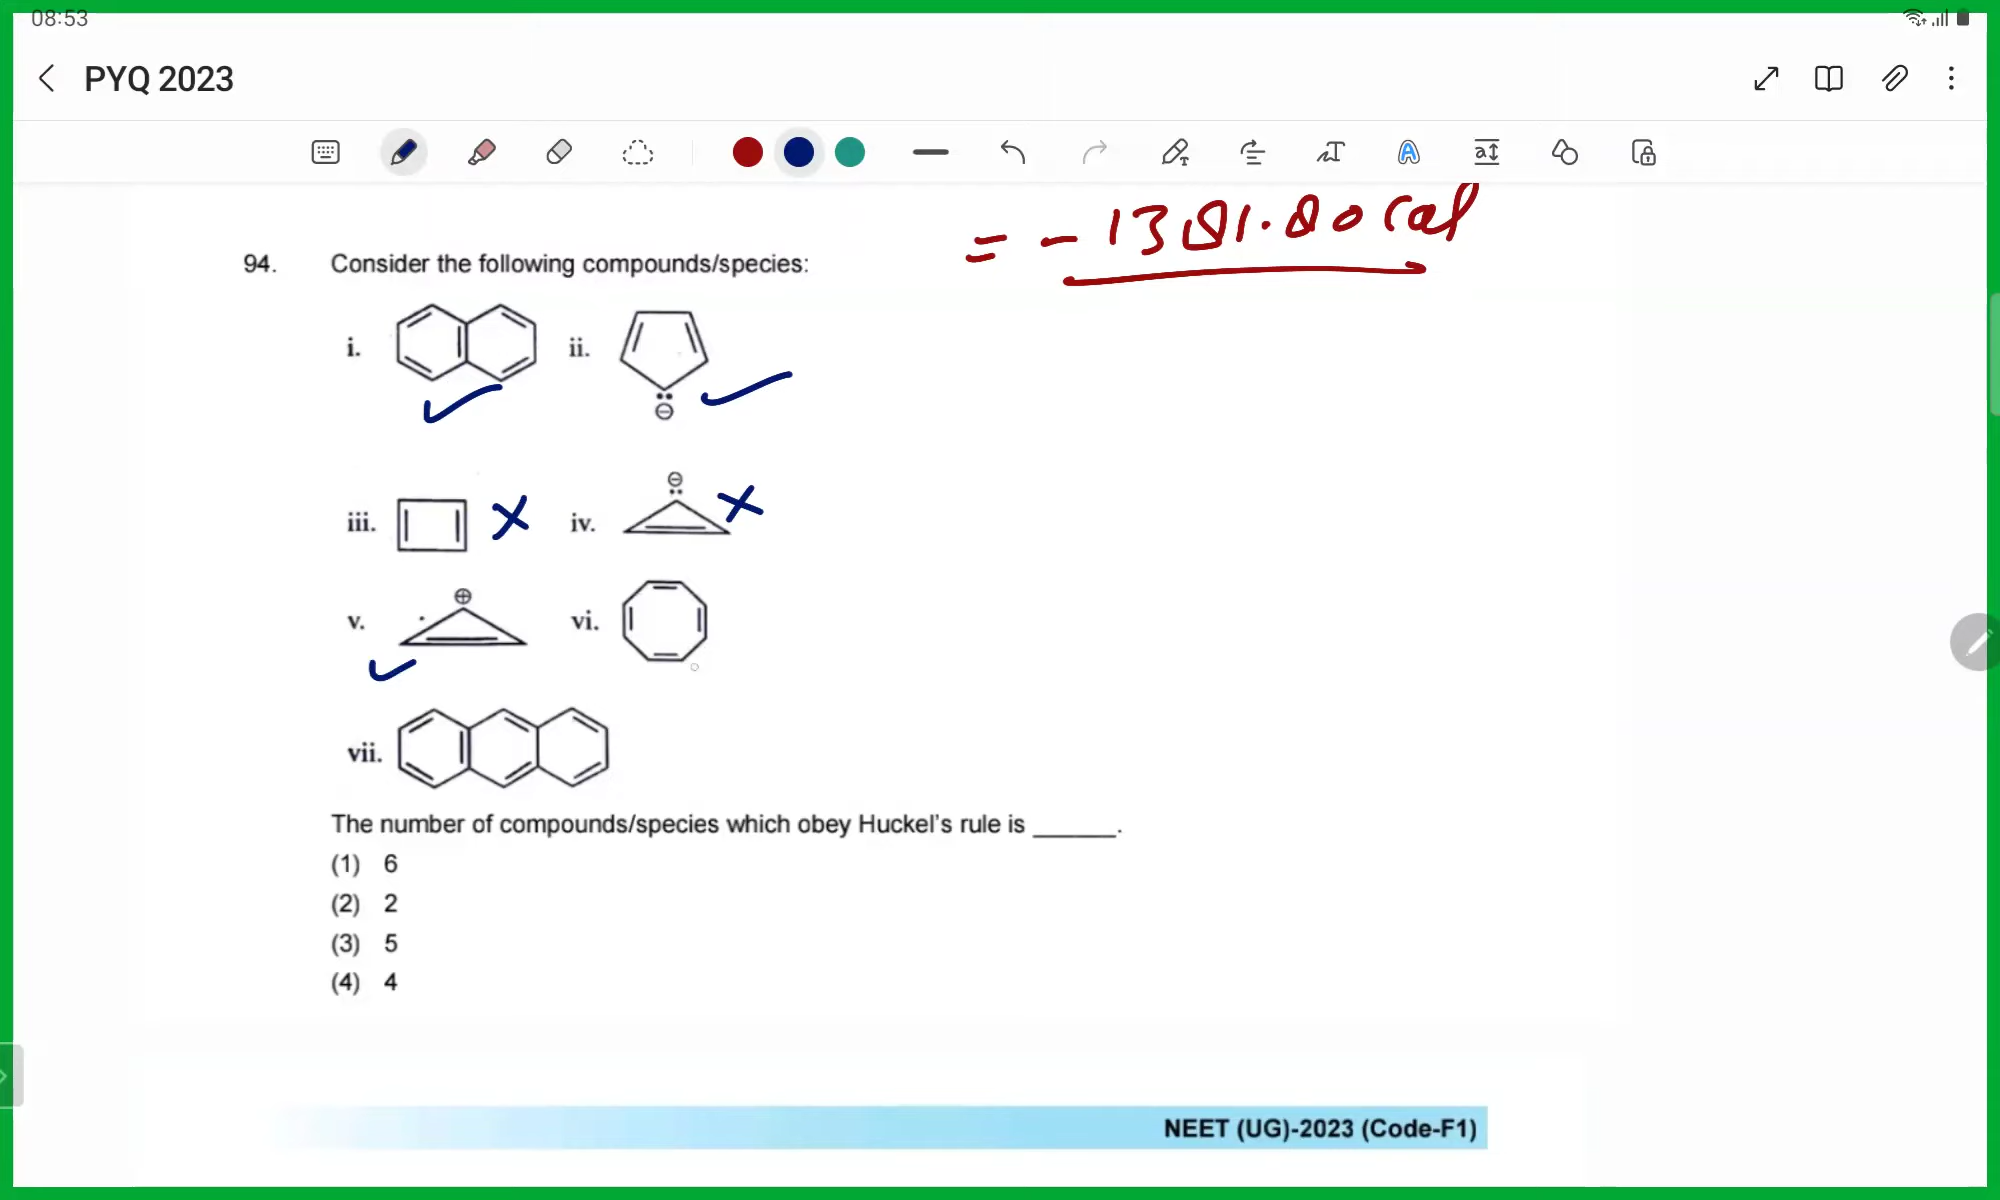 08:53
PYQ 2023
= - 1381.80 cal
94. Consider the following compounds/species:
i. ii.
iii. iv.
v. vi.
vii.
The number of compounds/species which obey Huckel's rule is ______.
(1) 6
(2) 2
(3) 5
(4) 4
NEET (UG)-2023 (Code-F1)